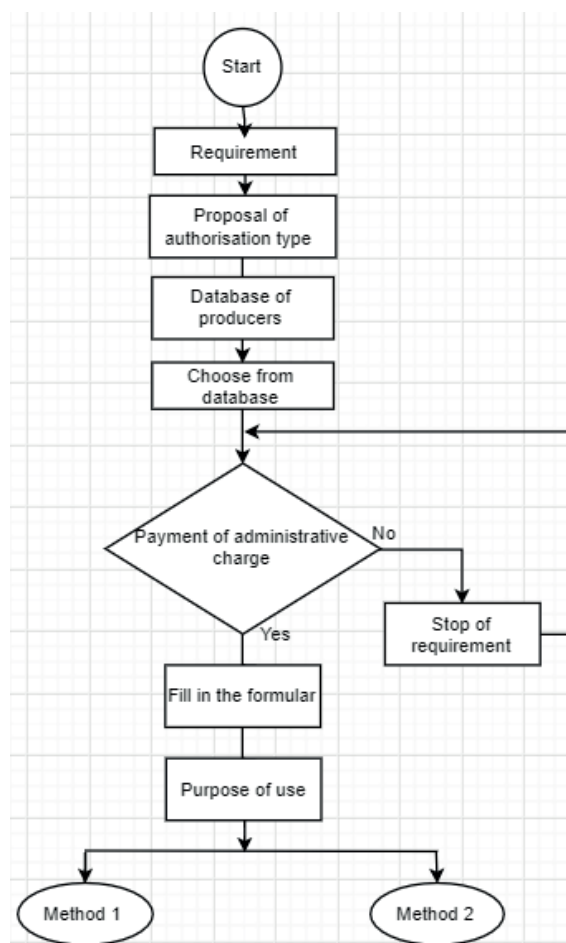 Start
Requirement
Proposal of
authorisation type
Database of
producers
Choose from
database
Payment of administrative
charge
No
Stop of
requirement
Yes
Fill in the formular
Purpose of use
Method 1
Method 2